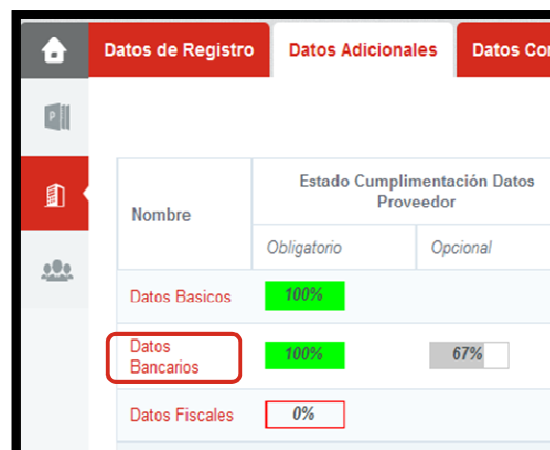 Datos de Registro
Datos Adicionales
Datos
Nombre
Estado Cumplimentación Datos
Proveedor
Obligatorio
Opcional
Datos Basicos
100%
Datos
Bancarios
100%
67%
Datos Fiscales
0%